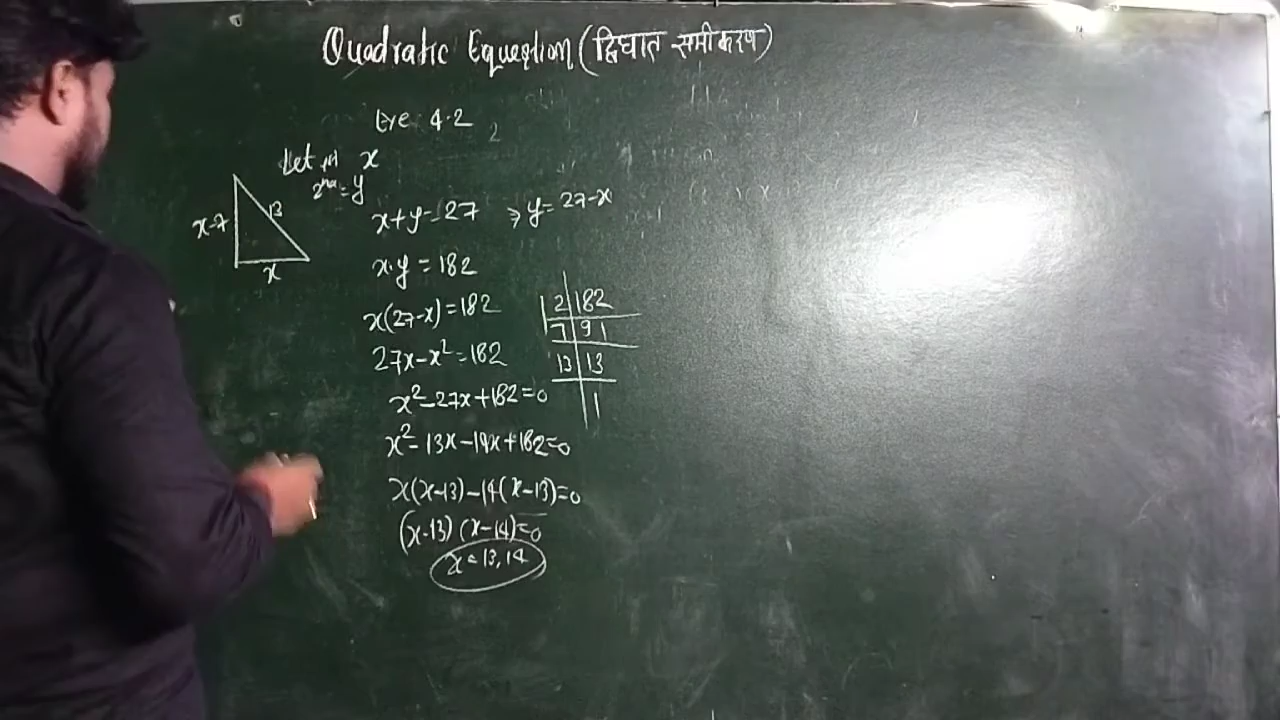 Quadratic Equation (द्विघात समीकरण)
Exe 4.2
2
Let x
2nd = y
x-7
13
x
x+y=27 ⇒ y=27-x
x.y=182
x(27-x)=182
27x-x²=182
x²-27x+182=0
x²-13x-14x+182=0
x(x-13)-14(x-13)=0
(x-13)(x-14)=0
x=13,14
2 182
7 91
13 13
1